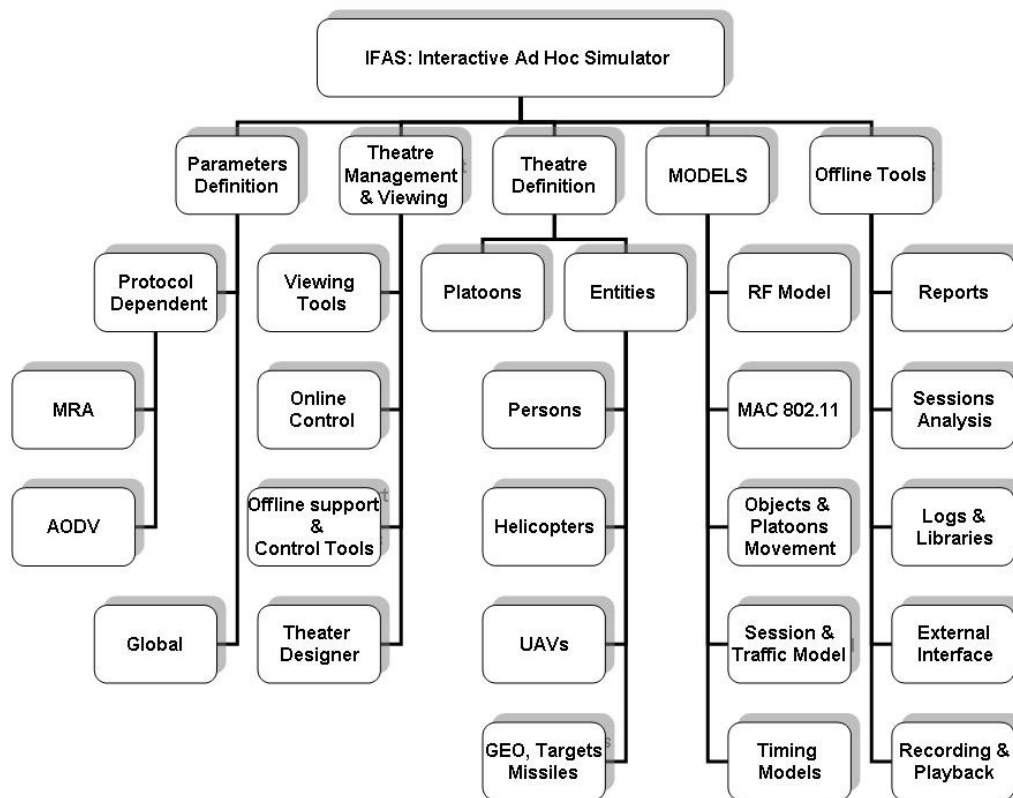 IFAS: Interactive Ad Hoc Simulator
Parameters
Definition
Theatre
Management
& Viewing
Theatre
Definition
MODELS
Offline Tools
Protocol
Dependent
Viewing
Tools
Platoons
Entities
RF Model
Reports
MRA
Online
Control
Persons
MAC 802.11
Sessions
Analysis
AODV
Offline support
&
Control Tools
Helicopters
Objects &
Platoons
Movement
Logs &
Libraries
Global
Theater
Designer
UAVs
Session &
Traffic Model
External
Interface
GEO, Targets
Missiles
Timing
Models
Recording &
Playback